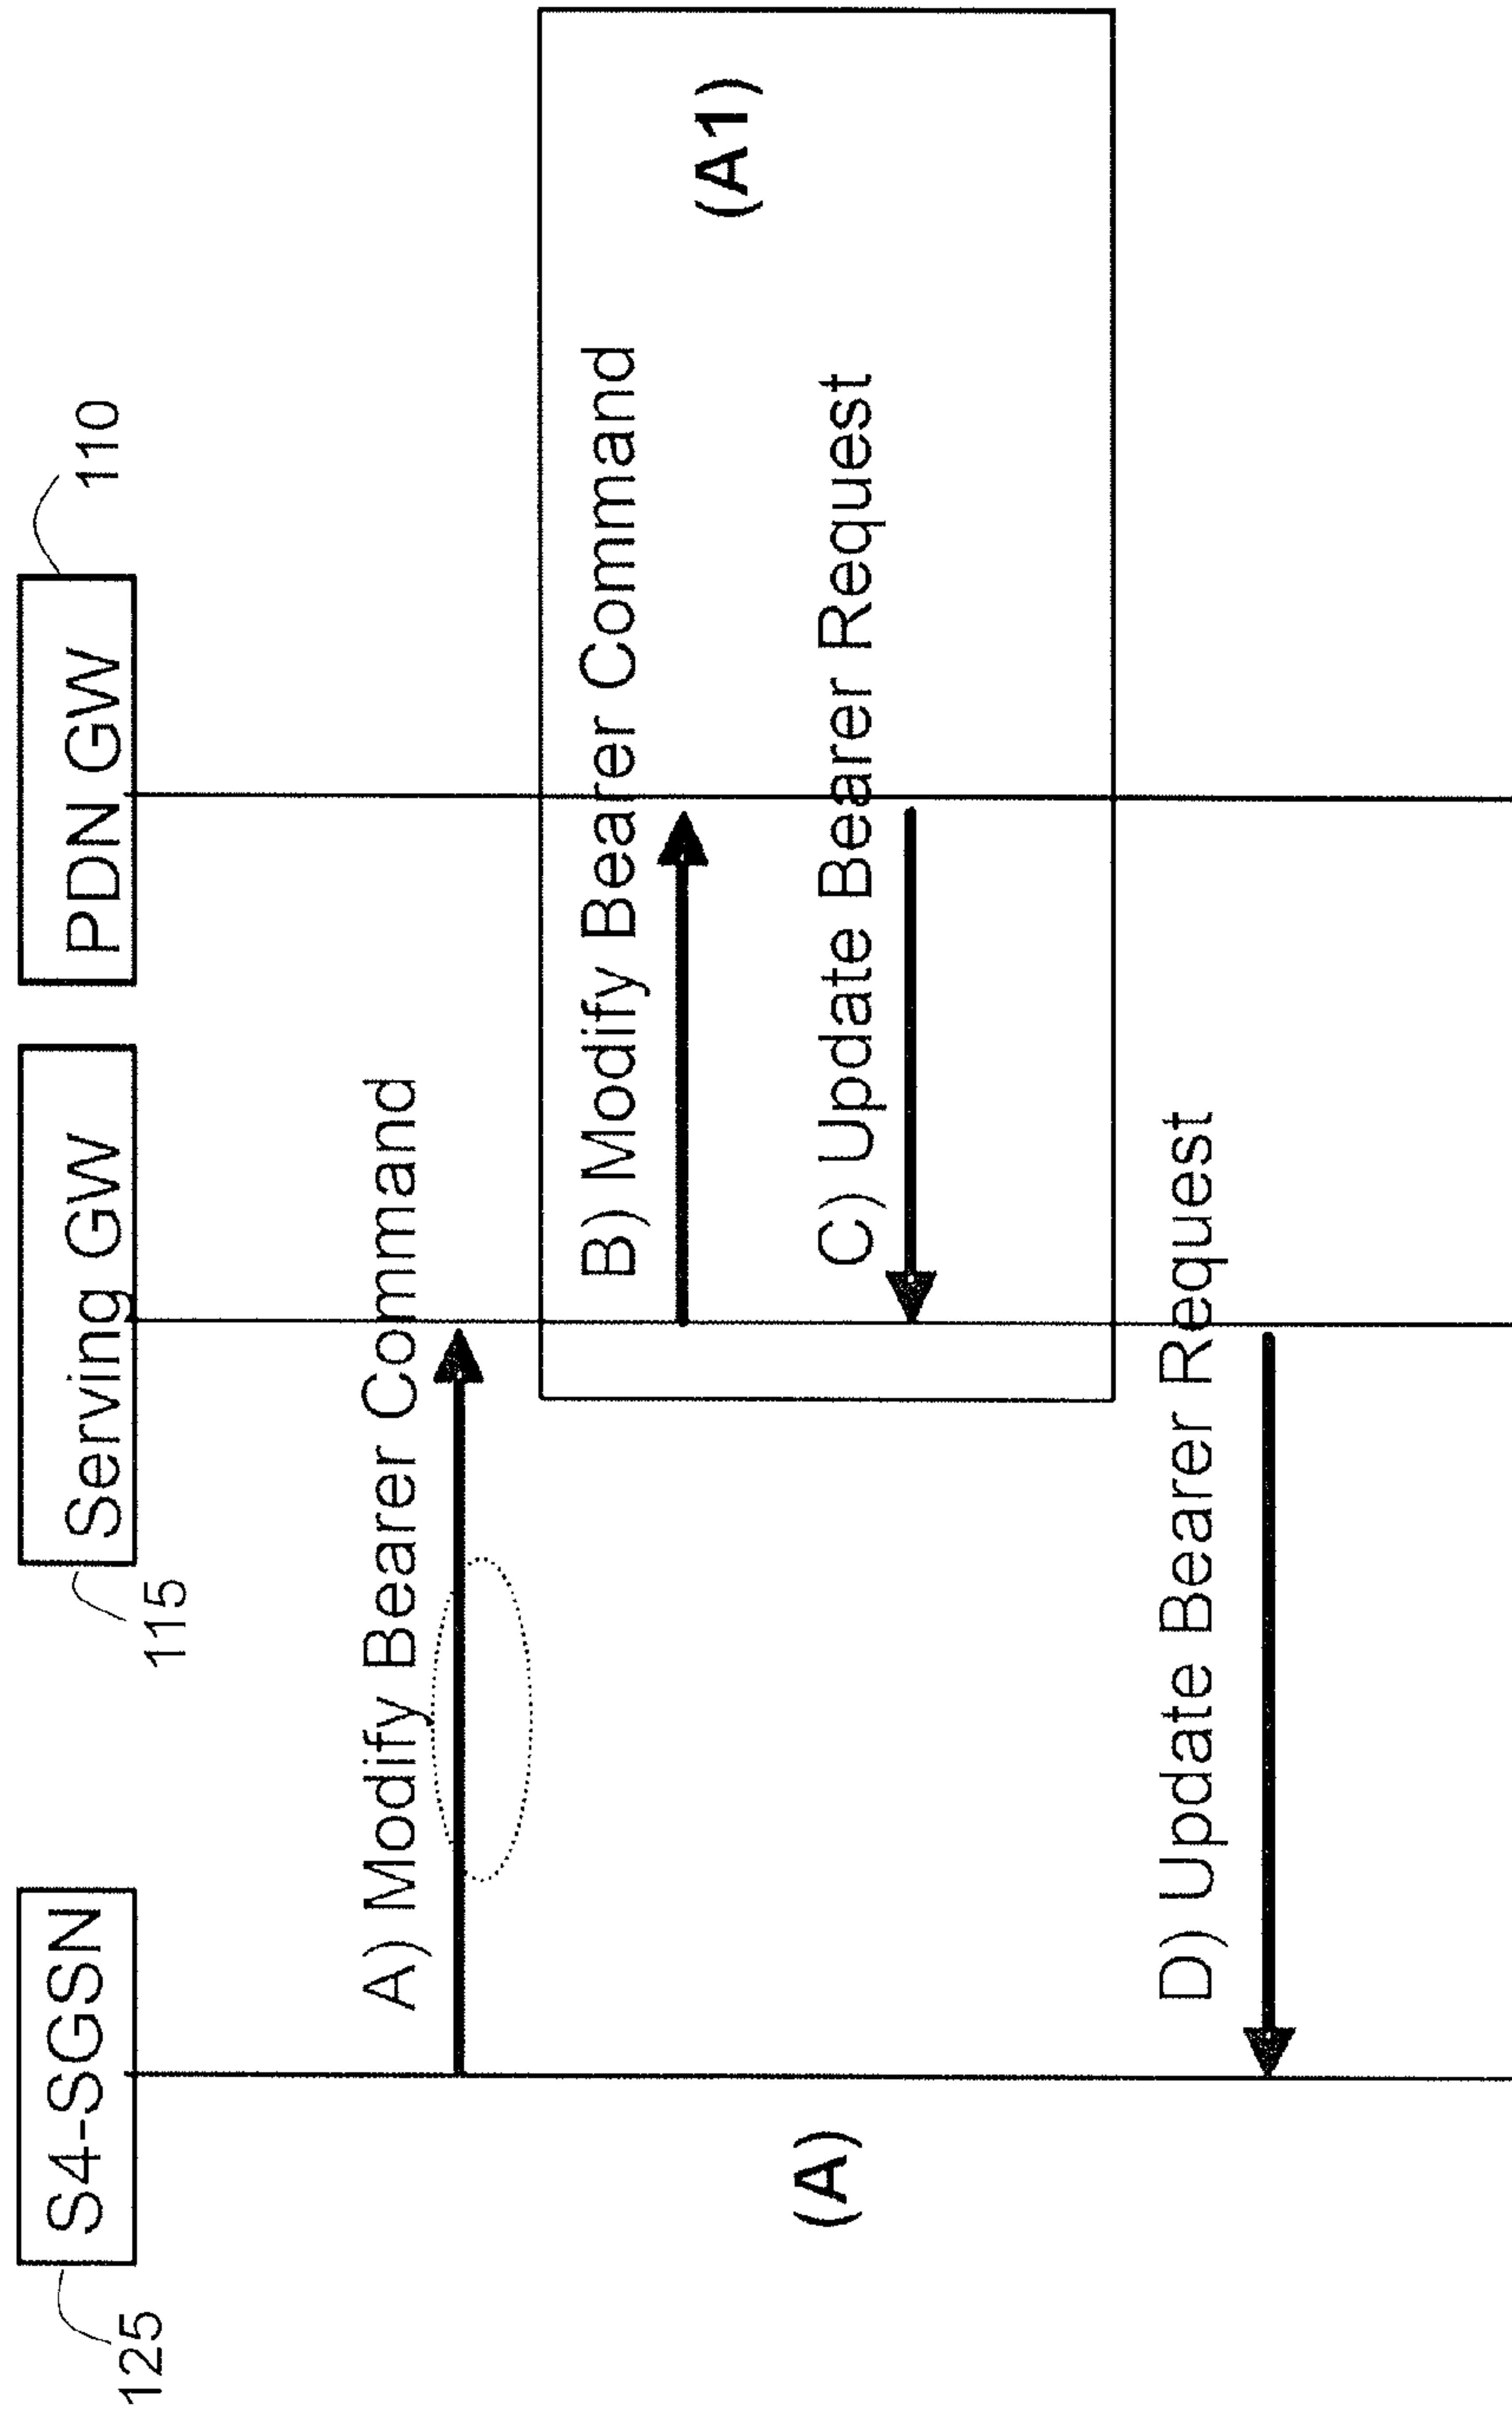 S4-SGSN
Serving GW
PDN GW
125
115
110
A) Modify Bearer Command
B) Modify Bearer Command
(A1)
(A)
C) Update Bearer Request
D) Update Bearer Request